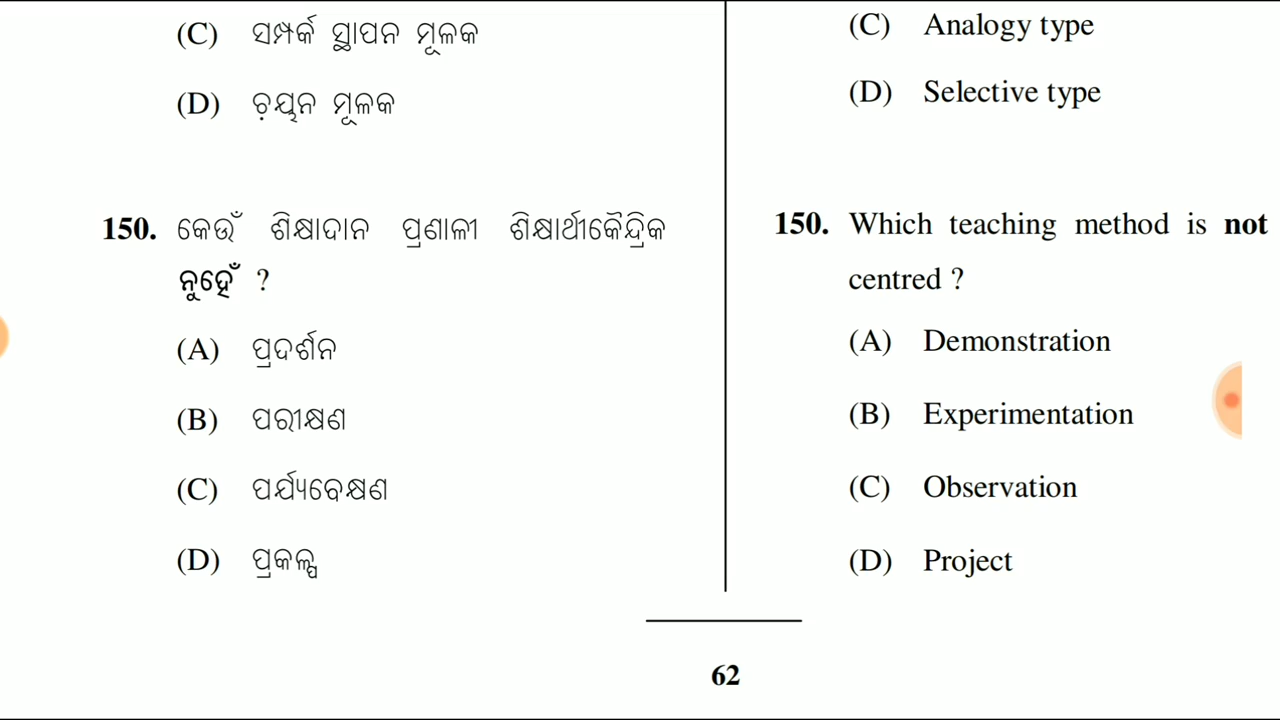 (C) ସମ୍ପର୍କ ସ୍ଥାପନ ମୂଳକ
(D) ଚୟନ ମୂଳକ
150. କେଉଁ ଶିକ୍ଷାଦାନ ପ୍ରଣାଳୀ ଶିକ୍ଷାର୍ଥୀକୈନ୍ଦ୍ରିକ
ନୁହେଁ ?
(A) ପ୍ରଦର୍ଶନ
(B) ପରୀକ୍ଷଣ
(C) ପର୍ଯ୍ୟବେକ୍ଷଣ
(D) ପ୍ରକଳ୍ପ
(C) Analogy type
(D) Selective type
150. Which teaching method is not
centred ?
(A) Demonstration
(B) Experimentation
(C) Observation
(D) Project
62